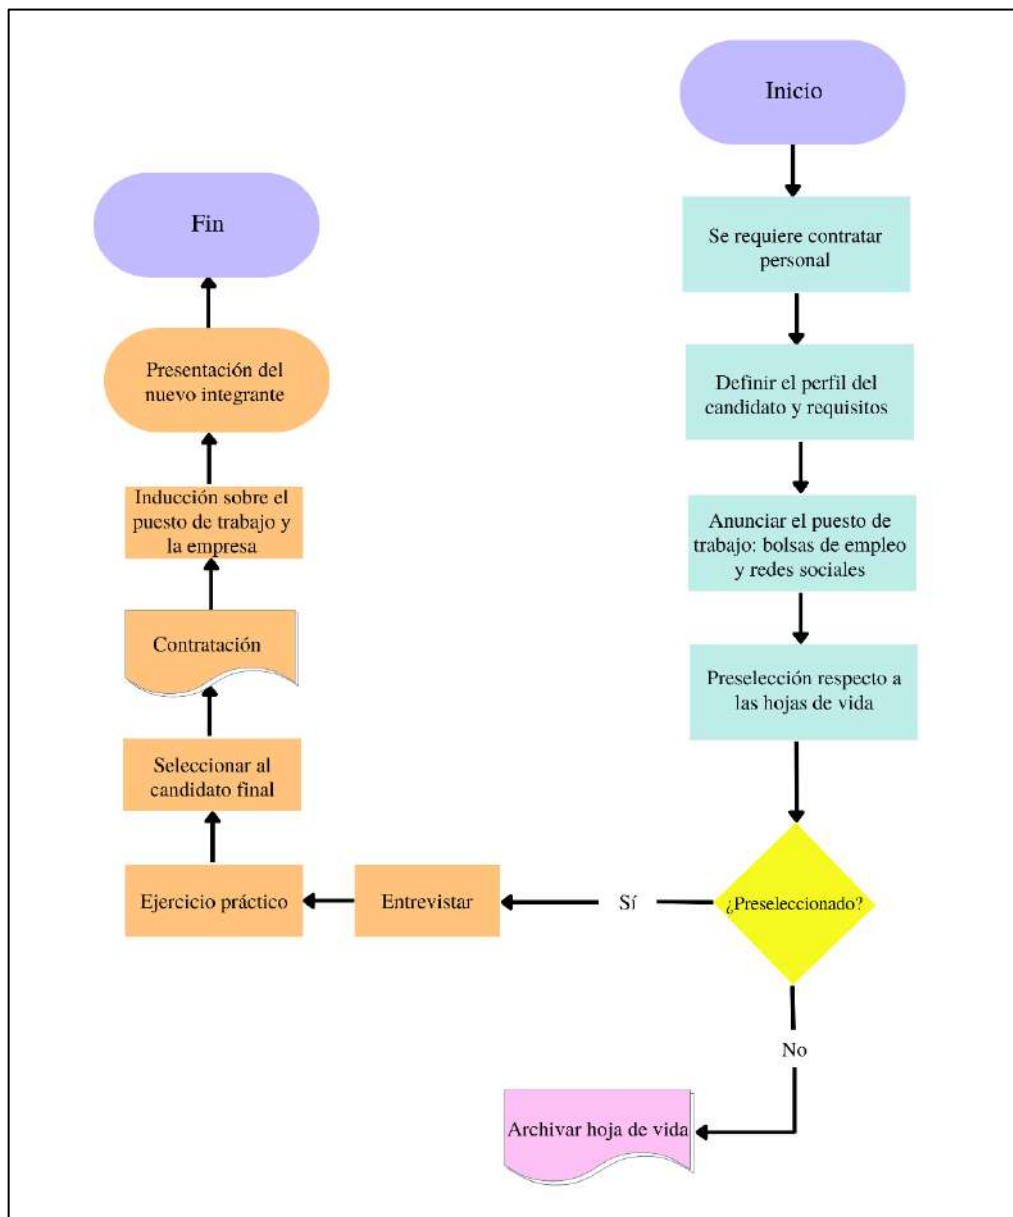 Inicio
Se requiere contratar
personal
Definir el perfil del
candidato y requisitos
Anunciar el puesto de
trabajo: bolsas de empleo
y redes sociales
Preselección respecto a
las hojas de vida
¿Preseleccionado?
Sí
No
Archivar hoja de vida
Entrevistar
Ejercicio práctico
Seleccionar al
candidato final
Contratación
Inducción sobre el
puesto de trabajo y
la empresa
Presentación del
nuevo integrante
Fin